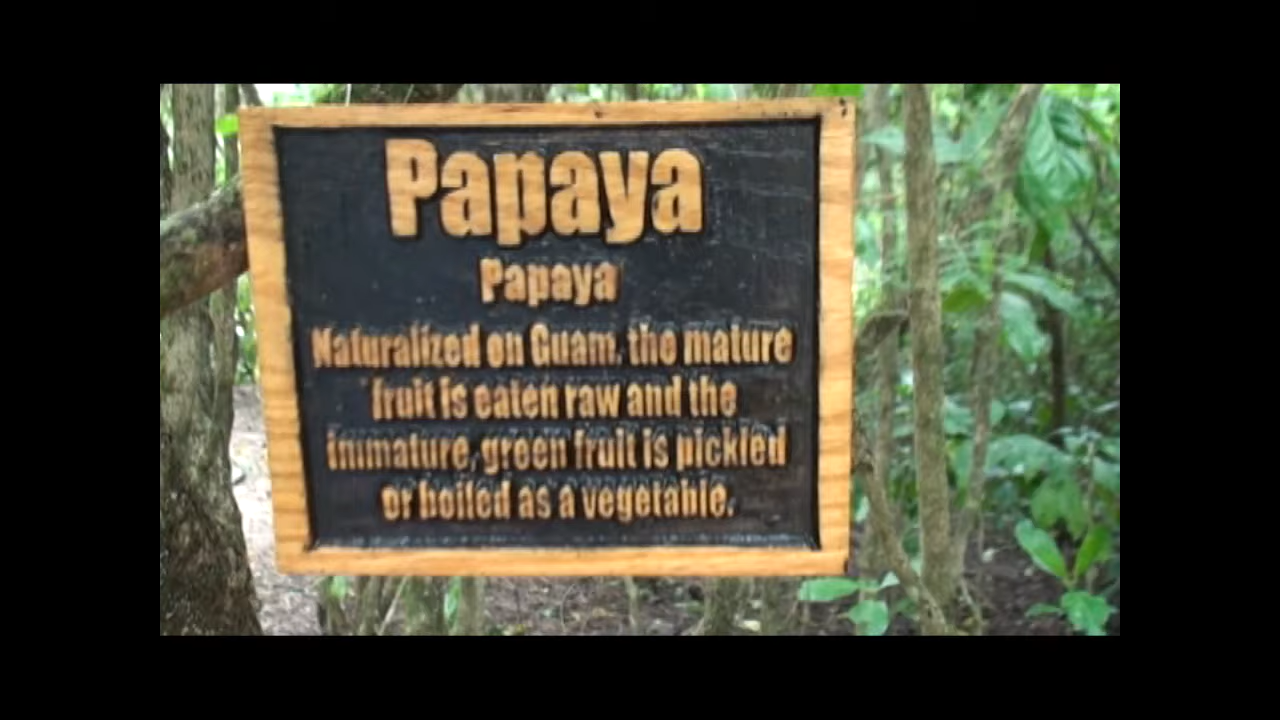 Papaya
Papaya
Naturalized on Guam, the mature
fruit is eaten raw and the
immature, green fruit is pickled
or boiled as a vegetable.